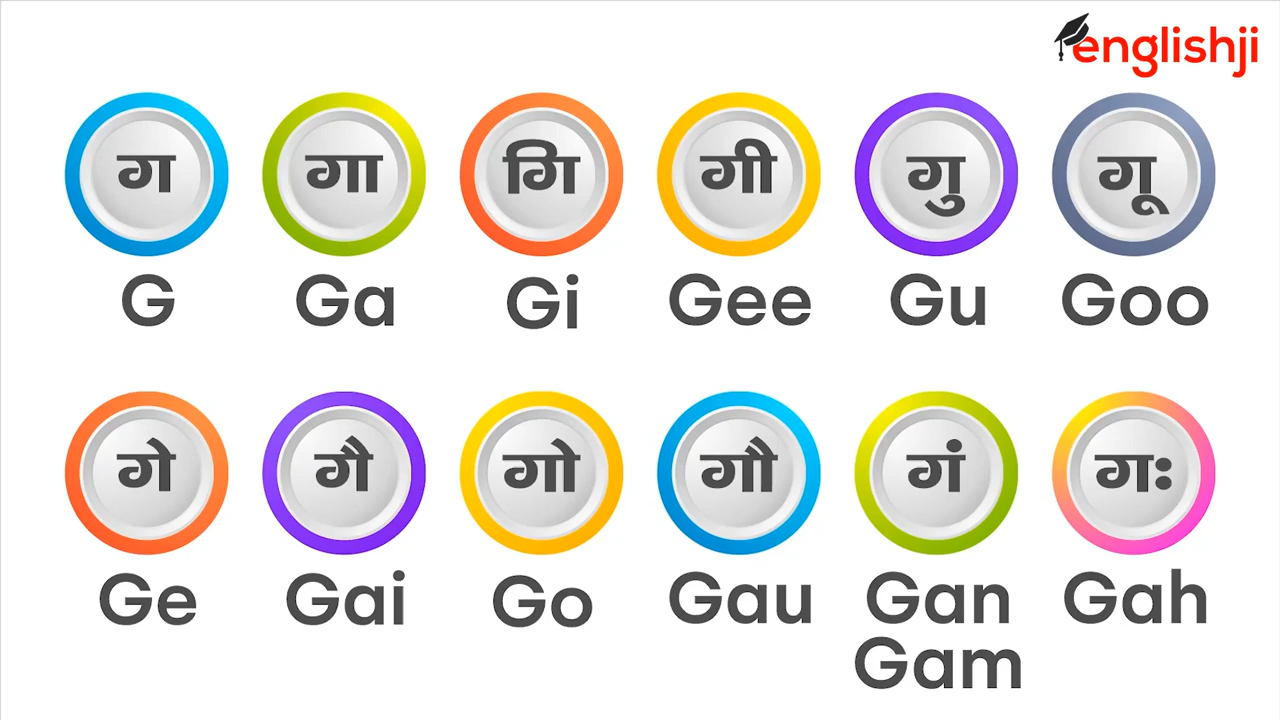 englishji
ग गा गि गी गु गू
G Ga Gi Gee Gu Goo
गे गै गो गौ गं गः
Ge Gai Go Gau Gan Gah
Gam